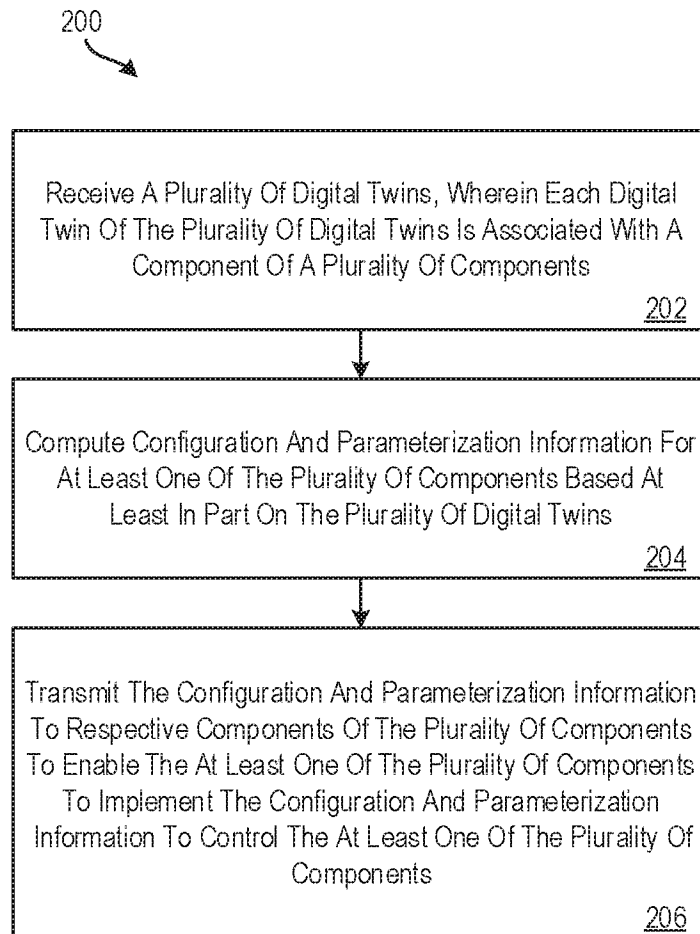 200
Receive A Plurality Of Digital Twins, Wherein Each Digital
Twin Of The Plurality Of Digital Twins Is Associated With A
Component Of A Plurality Of Components
202
Compute Configuration And Parameterization Information For
At Least One Of The Plurality Of Components Based At
Least In Part On The Plurality Of Digital Twins
204
Transmit The Configuration And Parameterization Information
To Respective Components Of The Plurality Of Components
To Enable The At Least One Of The Plurality Of Components
To Implement The Configuration And Parameterization
Information To Control The At Least One Of The Plurality Of
Components
206